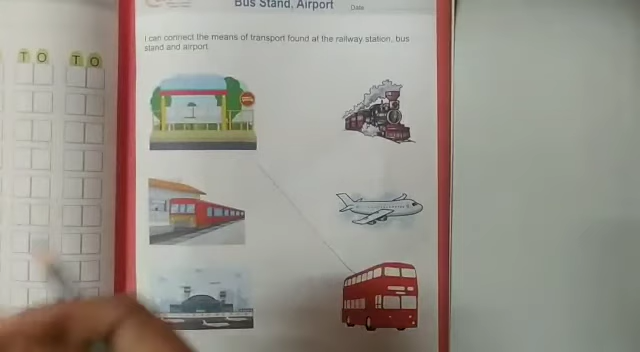 Bus Stand, Airport
Date
I can connect the means of transport found at the railway station, bus
stand and airport.
T O T O